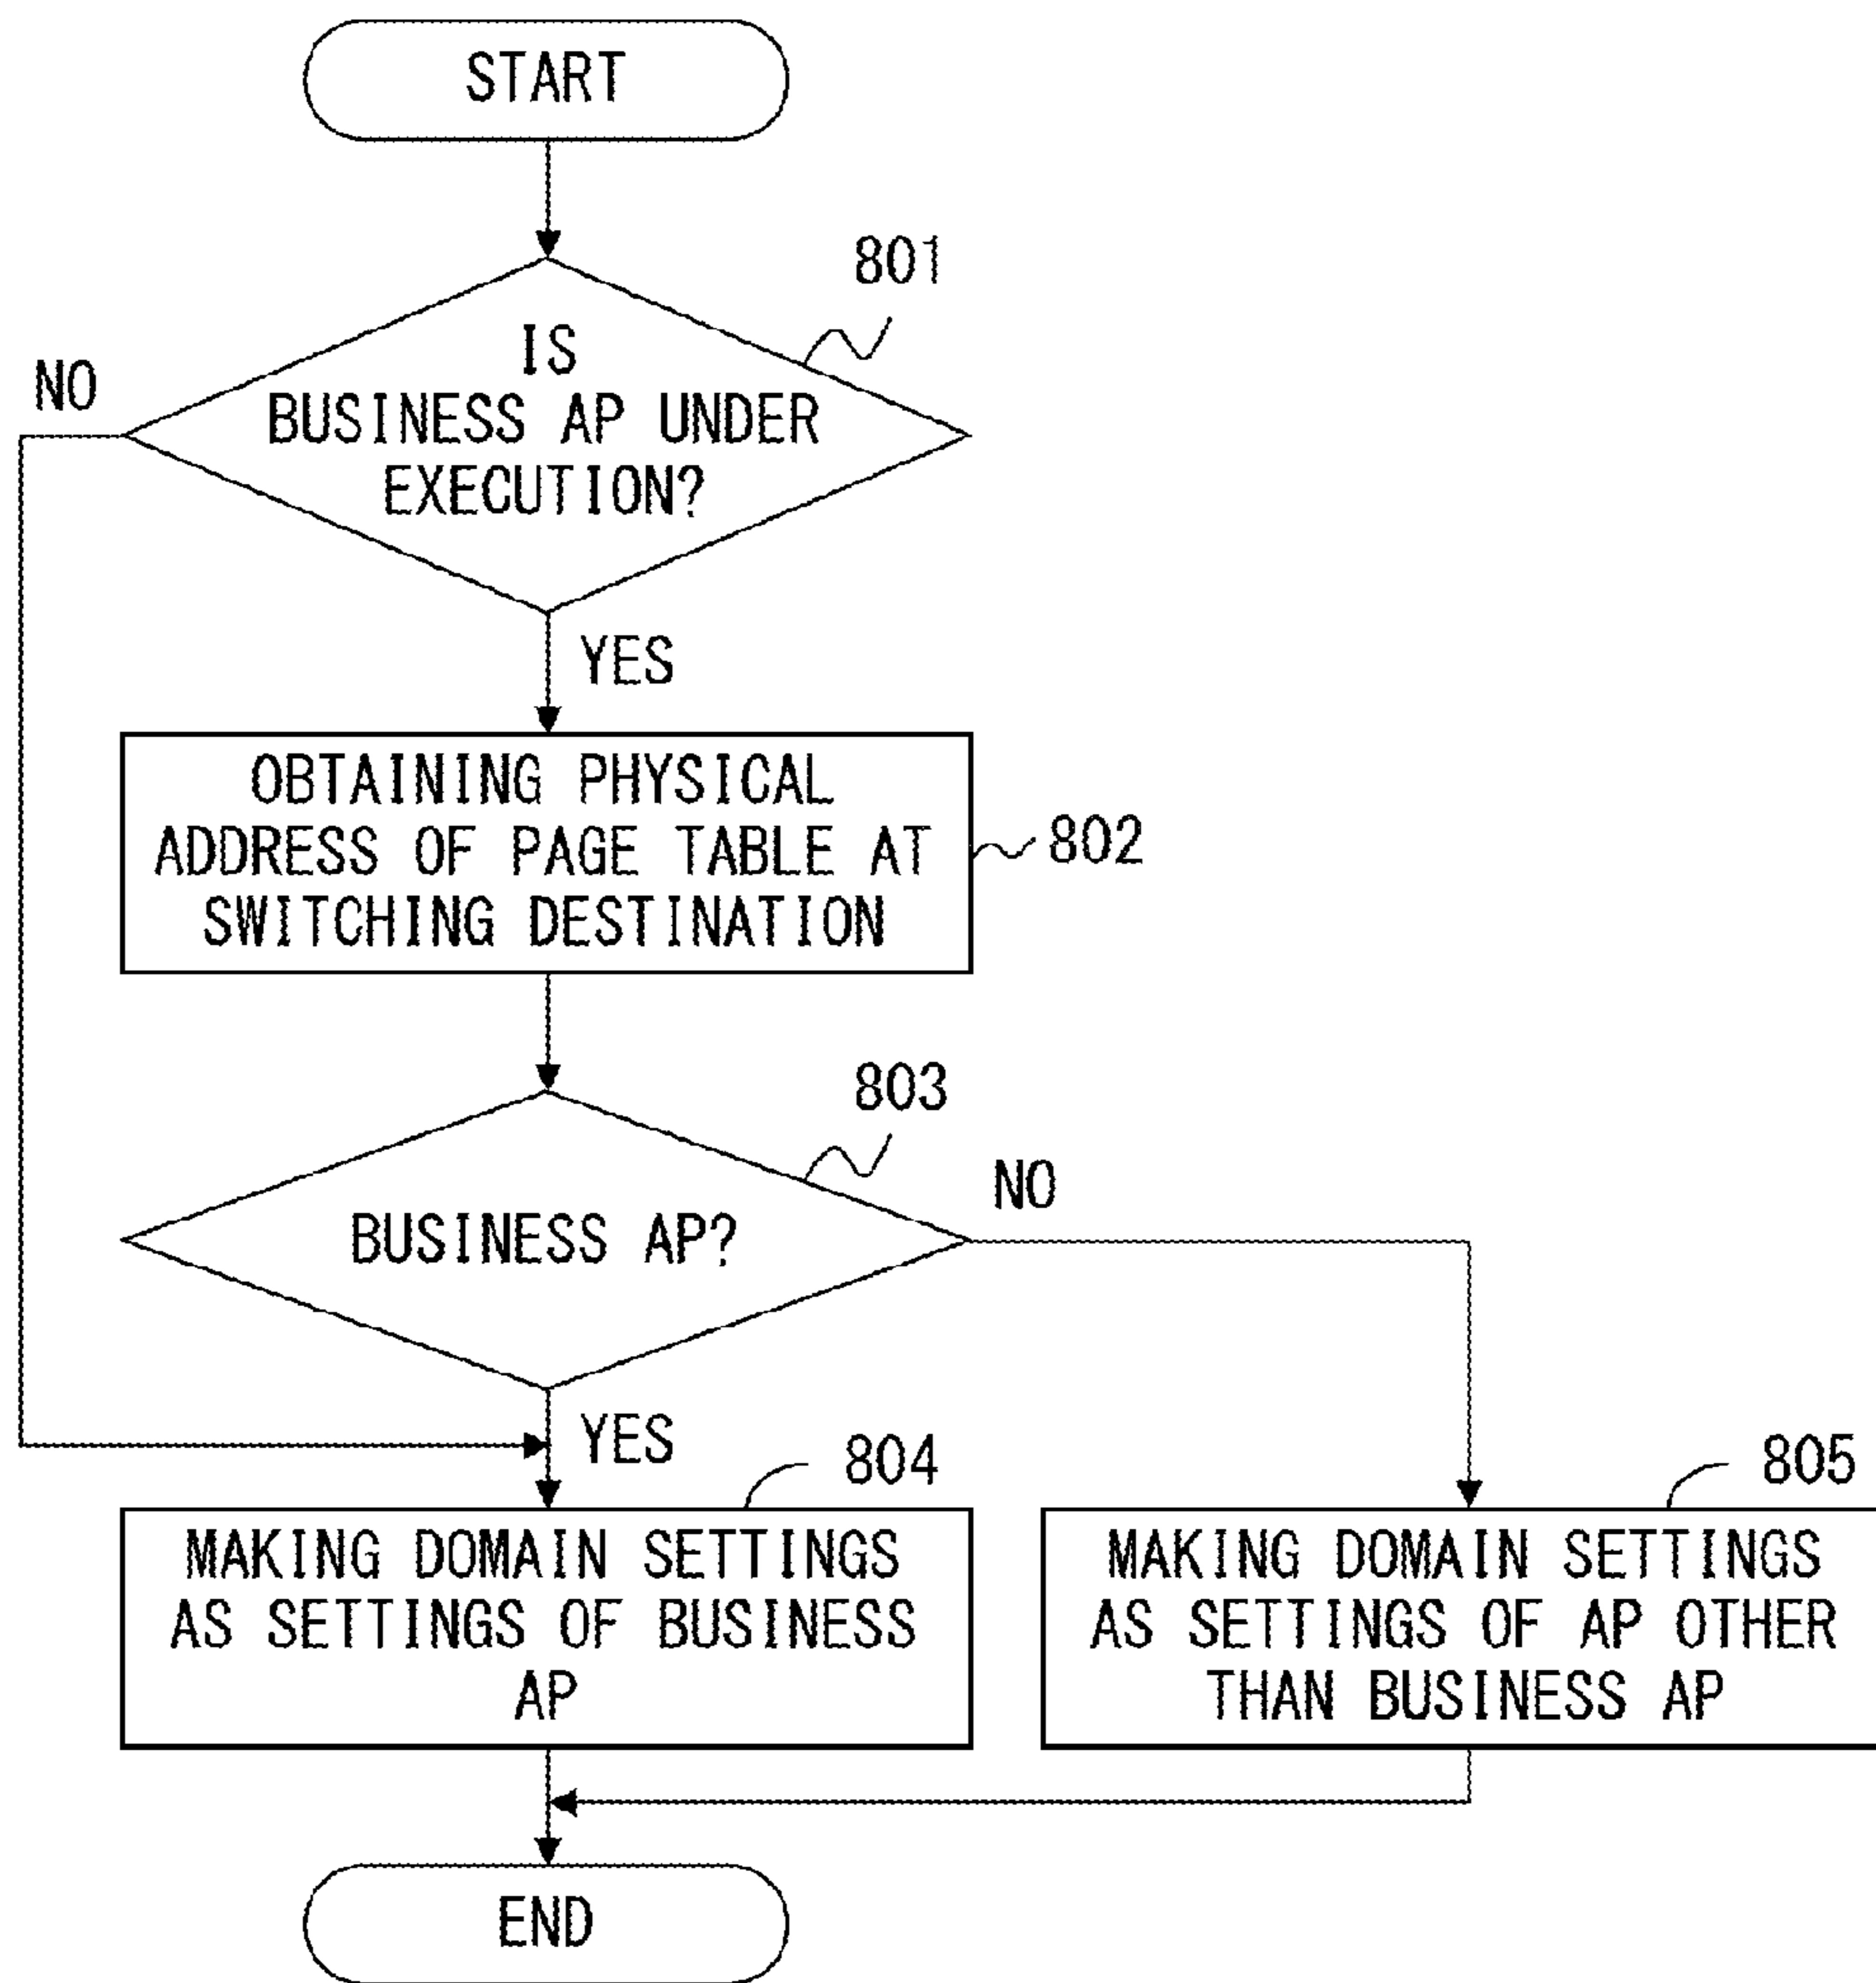 START
801
IS
BUSINESS AP UNDER
EXECUTION?
NO
YES
OBTAINING PHYSICAL
ADDRESS OF PAGE TABLE AT
SWITCHING DESTINATION
802
803
BUSINESS AP?
NO
YES
804
MAKING DOMAIN SETTINGS
AS SETTINGS OF BUSINESS
AP
805
MAKING DOMAIN SETTINGS
AS SETTINGS OF AP OTHER
THAN BUSINESS AP
END